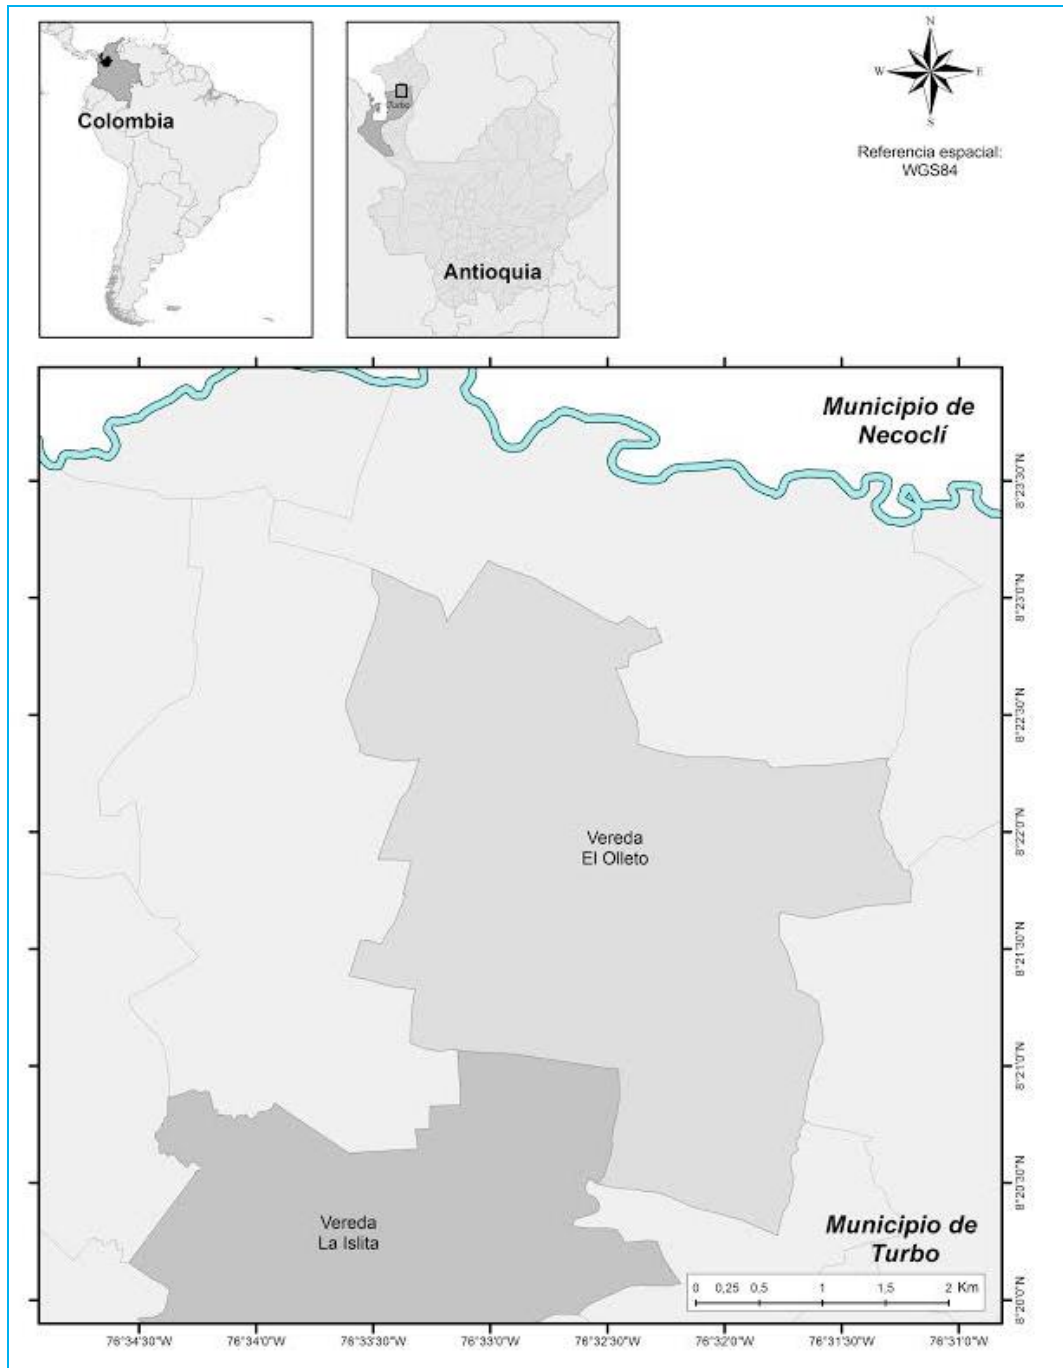 Colombia
Turbo
Antioquia
N
W
E
S
Referencia espacial:
WGS84
Municipio de
Necoclí
8°23'30"N
8°23'0"N
8°22'30"N
8°22'0"N
8°21'30"N
8°21'0"N
8°20'30"N
8°20'0"N
Vereda
El Olleto
Vereda
La Islita
Municipio de
Turbo
0 0,25 0,5 1 1,5 2 Km
76°34'30"W 76°34'0"W 76°33'30"W 76°33'0"W 76°32'30"W 76°32'0"W 76°31'30"W 76°31'0"W